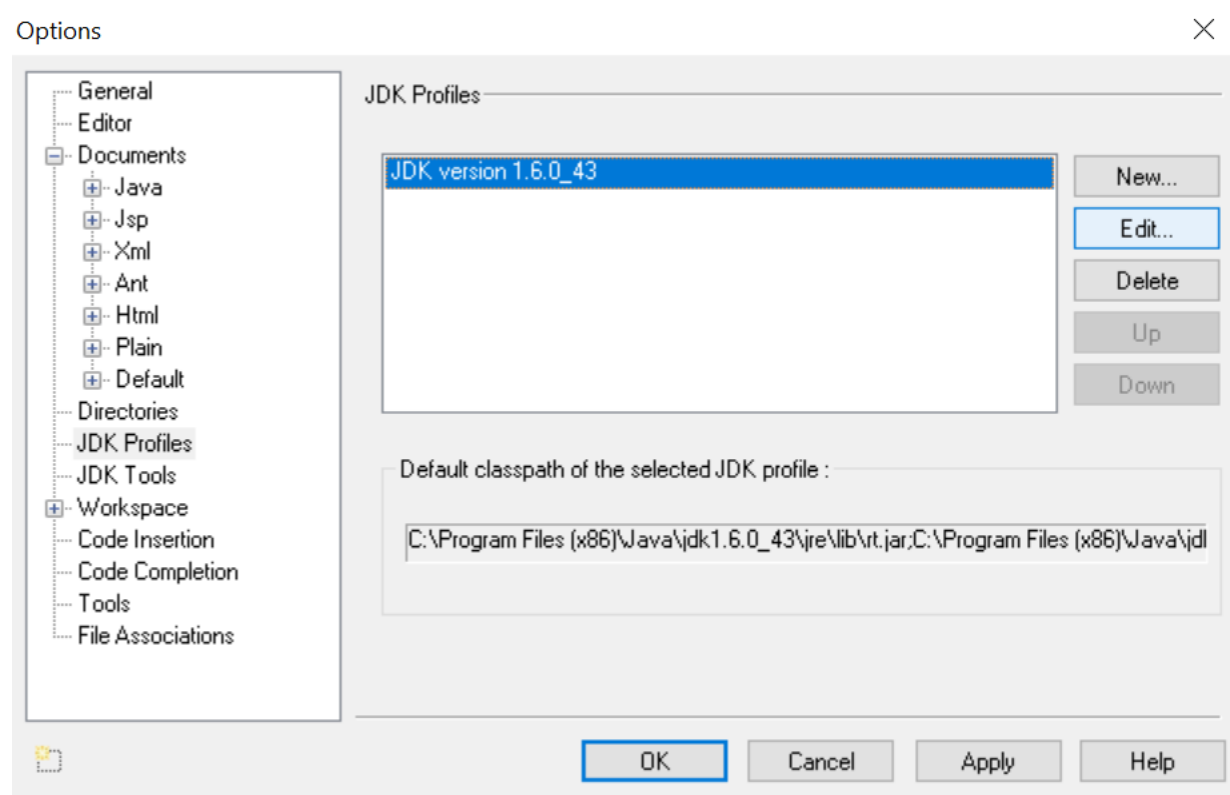 Options
General
Editor
Documents
Java
Jsp
Xml
Ant
Html
Plain
Default
Directories
JDK Profiles
JDK Tools
Workspace
Code Insertion
Code Completion
Tools
File Associations
JDK Profiles
JDK version 1.6.0_43
New...
Edit...
Delete
Up
Down
Default classpath of the selected JDK profile :
C:\Program Files (x86)\Java\jdk1.6.0_43\jre\lib\rt.jar;C:\Program Files (x86)\Java\jdl
OK
Cancel
Apply
Help